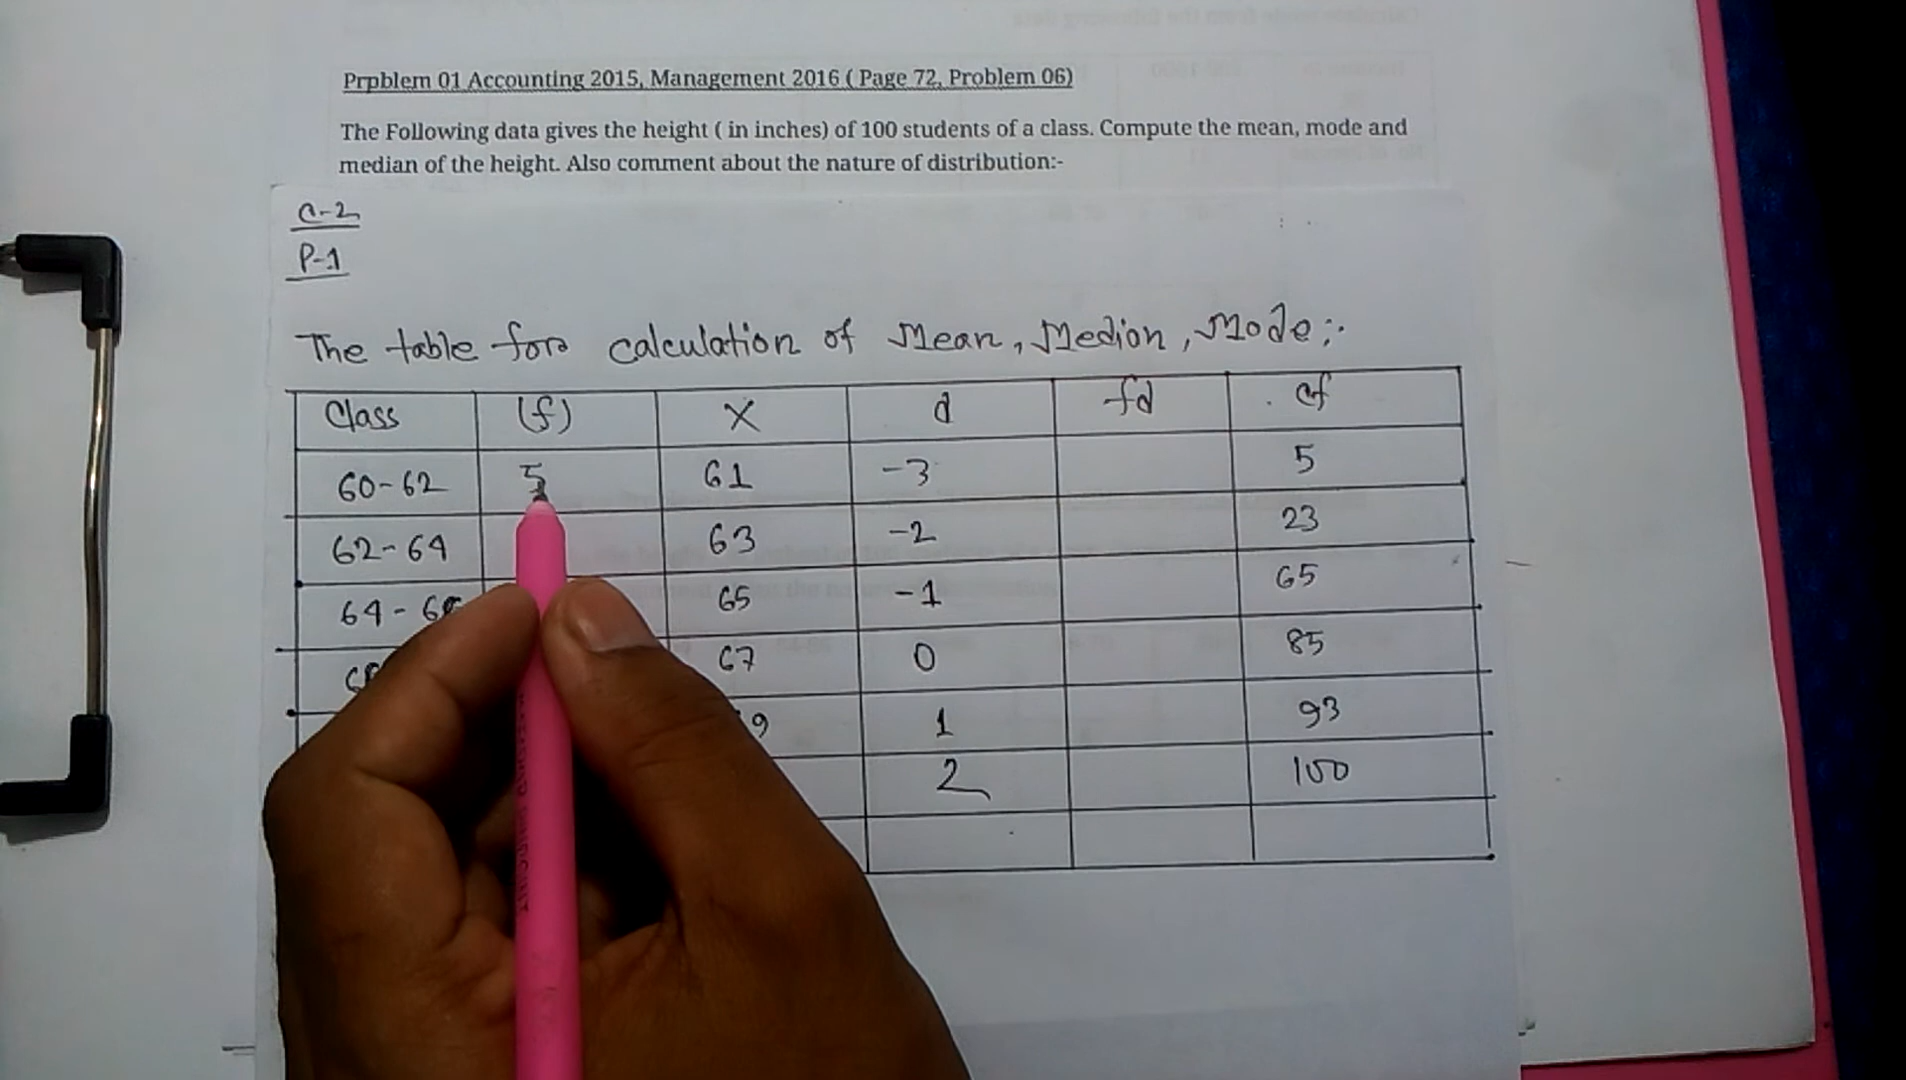 Prpblem 01 Accounting 2015, Management 2016 ( Page 72, Problem 06)
The Following data gives the height ( in inches) of 100 students of a class. Compute the mean, mode and
median of the height. Also comment about the nature of distribution:-
C-2
P-1
The table for calculation of Mean, Median, Mode:.
Class (f) X d fd cf
60-62 5 61 -3 5
62-64 63 -2 23
64-66 65 -1 65
67 0 85
1 93
2 100